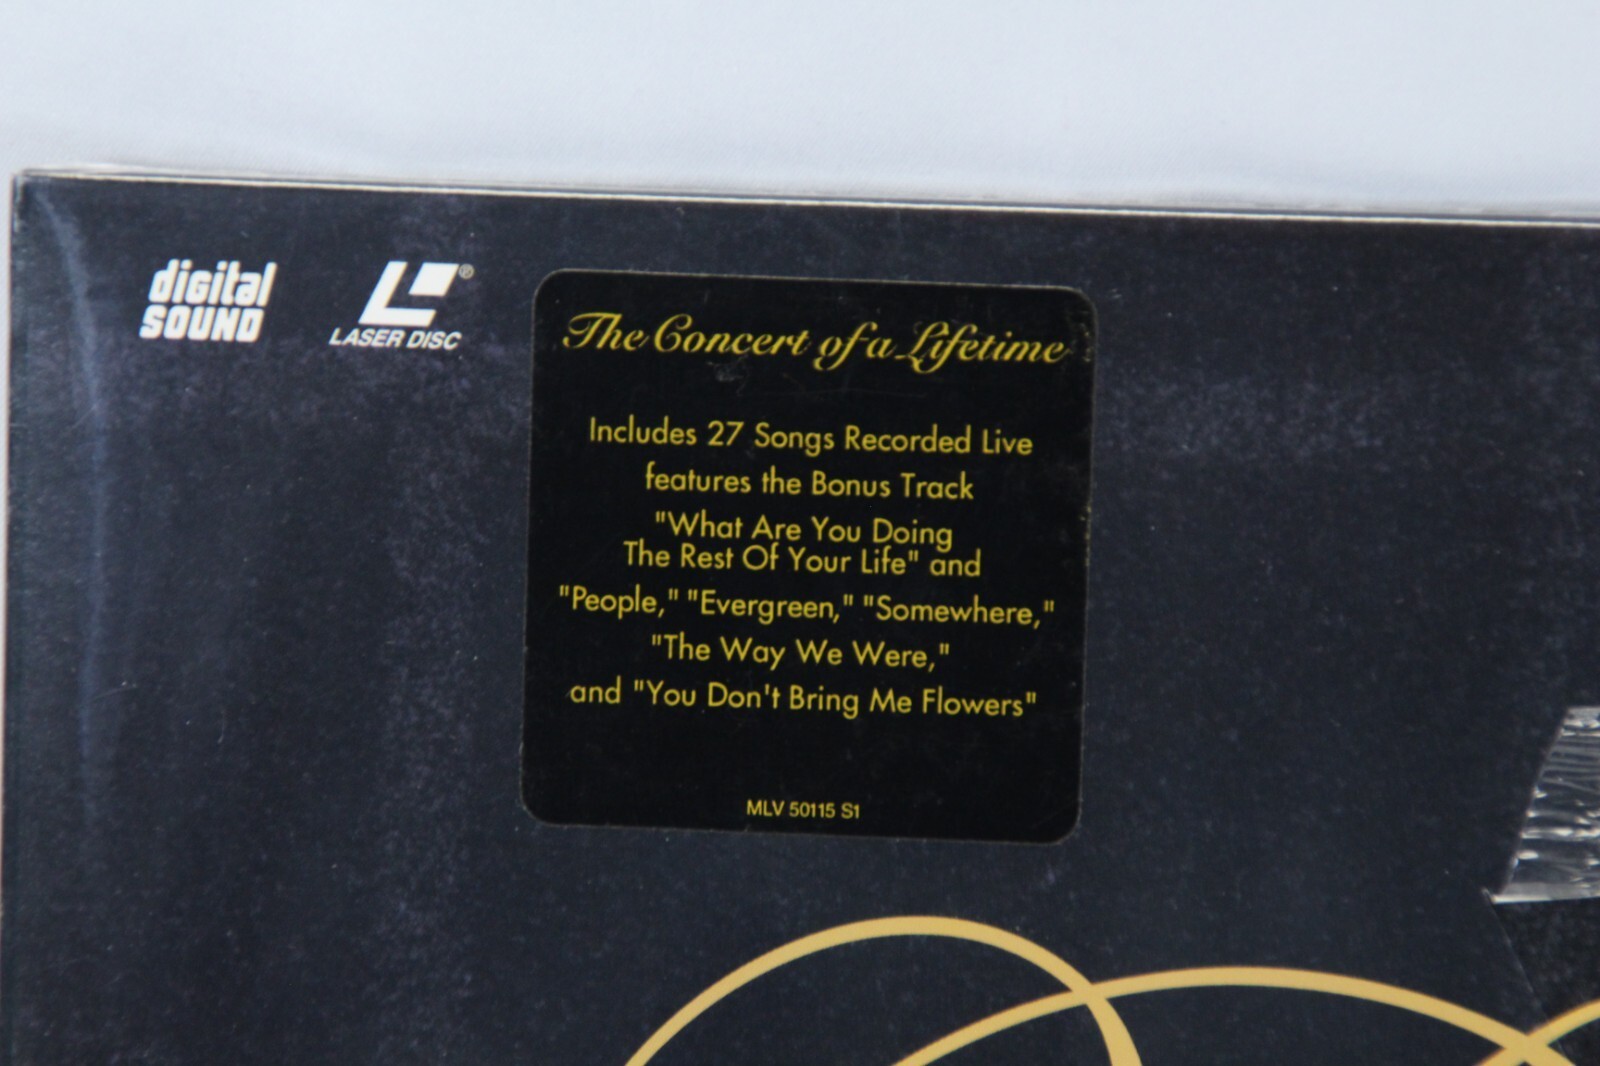 digital
SOUND
LASER DISC
®
The Concert of a Lifetime
Includes 27 Songs Recorded Live
features the Bonus Track
"What Are You Doing
The Rest Of Your Life" and
"People," "Evergreen," "Somewhere,"
"The Way We Were,"
and "You Don't Bring Me Flowers"
MLV 50115 S1